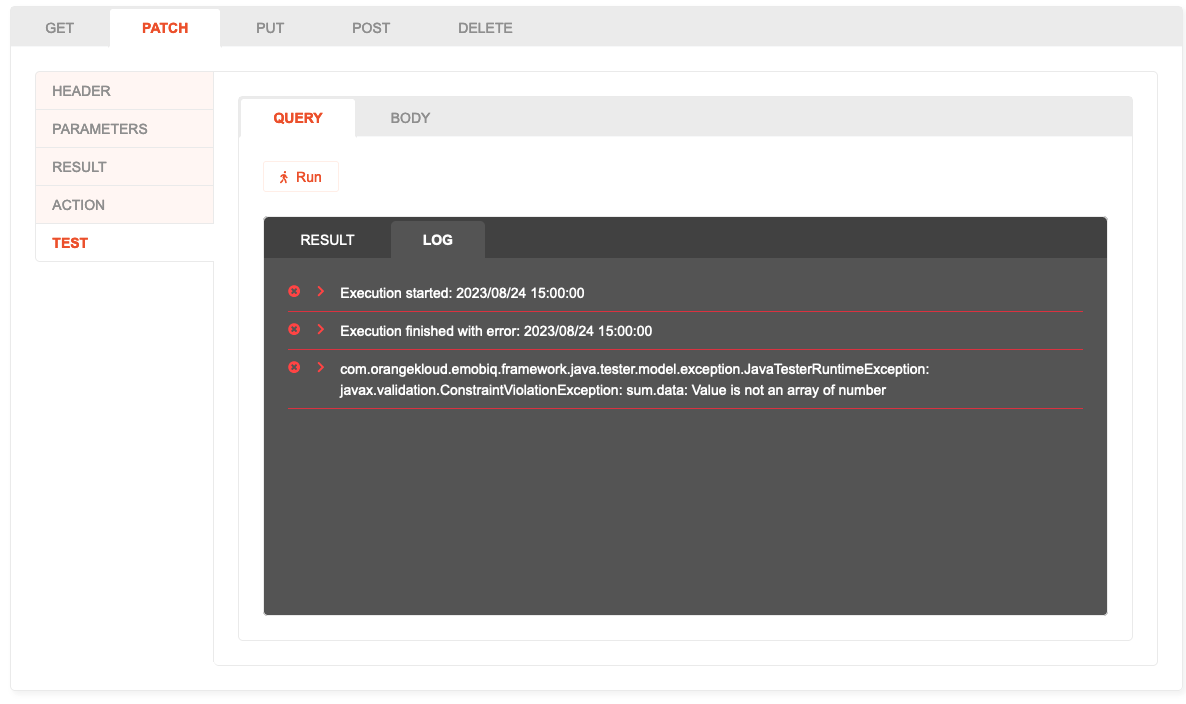 GET
PATCH
PUT
POST
DELETE
HEADER
PARAMETERS
RESULT
ACTION
TEST
QUERY
BODY
Run
RESULT
LOG
Execution started: 2023/08/24 15:00:00
Execution finished with error: 2023/08/24 15:00:00
com.orangekloud.emobiq.framework.java.tester.model.exception.JavaTesterRuntimeException:
javax.validation.ConstraintViolationException: sum.data: Value is not an array of number